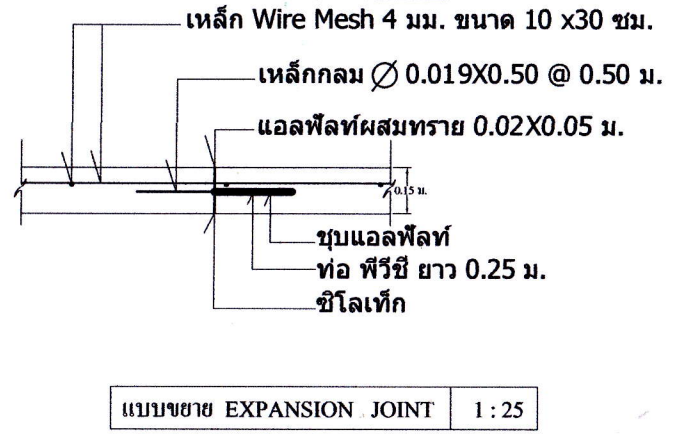 เหล็ก Wire Mesh 4 มม. ขนาด 10 x30 ซม.
เหล็กกลม ∅ 0.019X0.50 @ 0.50 ม.
แอลฟัลท์ผสมทราย 0.02X0.05 ม.
0.15 ม.
ชุบแอลฟัลท์
ท่อ พีวีซี ยาว 0.25 ม.
ซิโลเท็ก
แบบขยาย EXPANSION JOINT 1 : 25